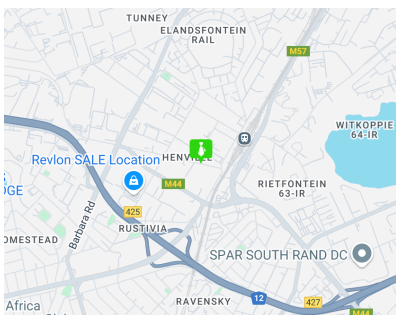 TUNNEY
ELANDSFONTEIN
RAIL
M57
WITKOPPIE
64-IR
HENVILLE
Revlon SALE Location
M44
RIETFONTEIN
63-IR
DGE
425
Barbara Rd
RUSTIVIA
OMESTEAD
SPAR SOUTH RAND DC
12
427
RAVENSKY
Africa
M44